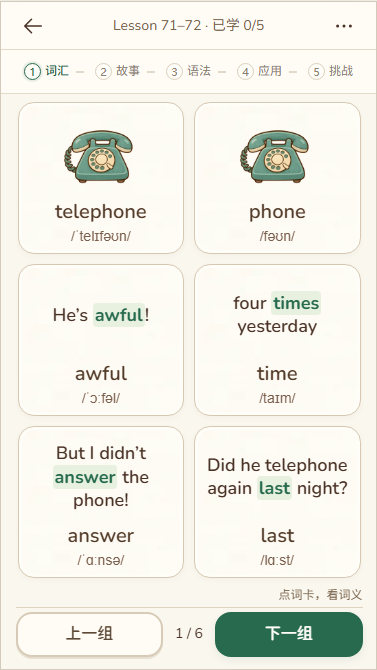 Lesson 71–72 · 已学 0/5
1 词汇 2 故事 3 语法 4 应用 5 挑战
telephone
/ˈtelɪfəʊn/
phone
/fəʊn/
He's awful!
awful
/ˈɔːfəl/
four times
yesterday
time
/taɪm/
But I didn't
answer the
phone!
answer
/ˈɑːnsə/
Did he telephone
again last night?
last
/lɑːst/
点词卡，看词义
上一组 1 / 6 下一组